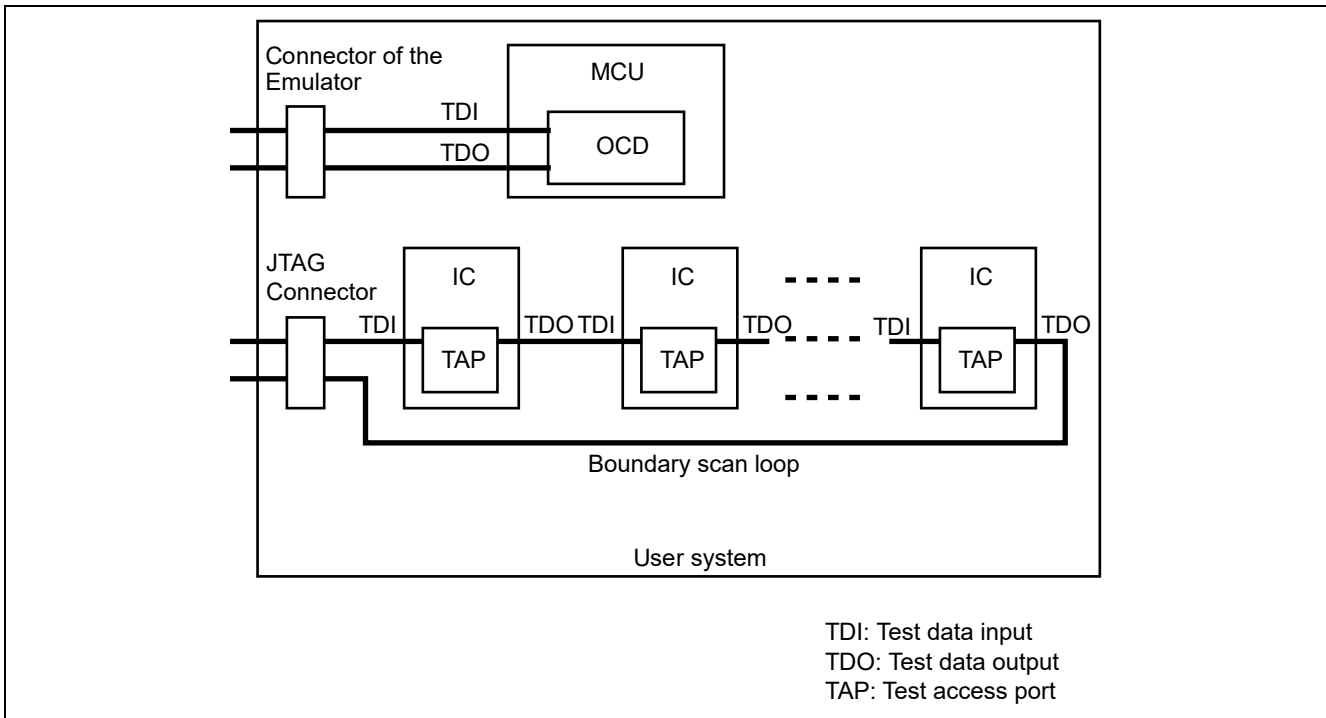 Connector of the
Emulator
MCU
TDI
TDO
OCD
JTAG
Connector
IC
IC
IC
TDI
TDO TDI
TDO
TDI
TDO
TAP
TAP
TAP
Boundary scan loop
User system
TDI: Test data input
TDO: Test data output
TAP: Test access port